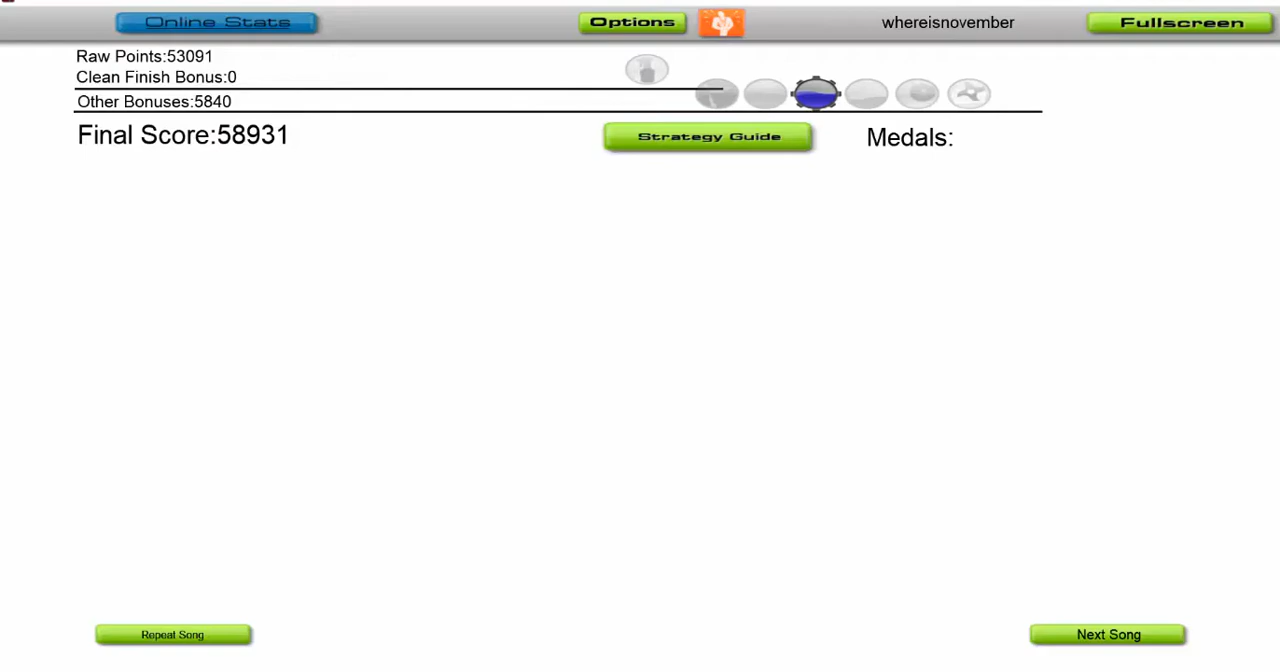 Online Stats
Options
whereisnovember
Fullscreen
Raw Points:53091
Clean Finish Bonus:0
Other Bonuses:5840
Final Score:58931
Strategy Guide
Medals:
Repeat Song
Next Song